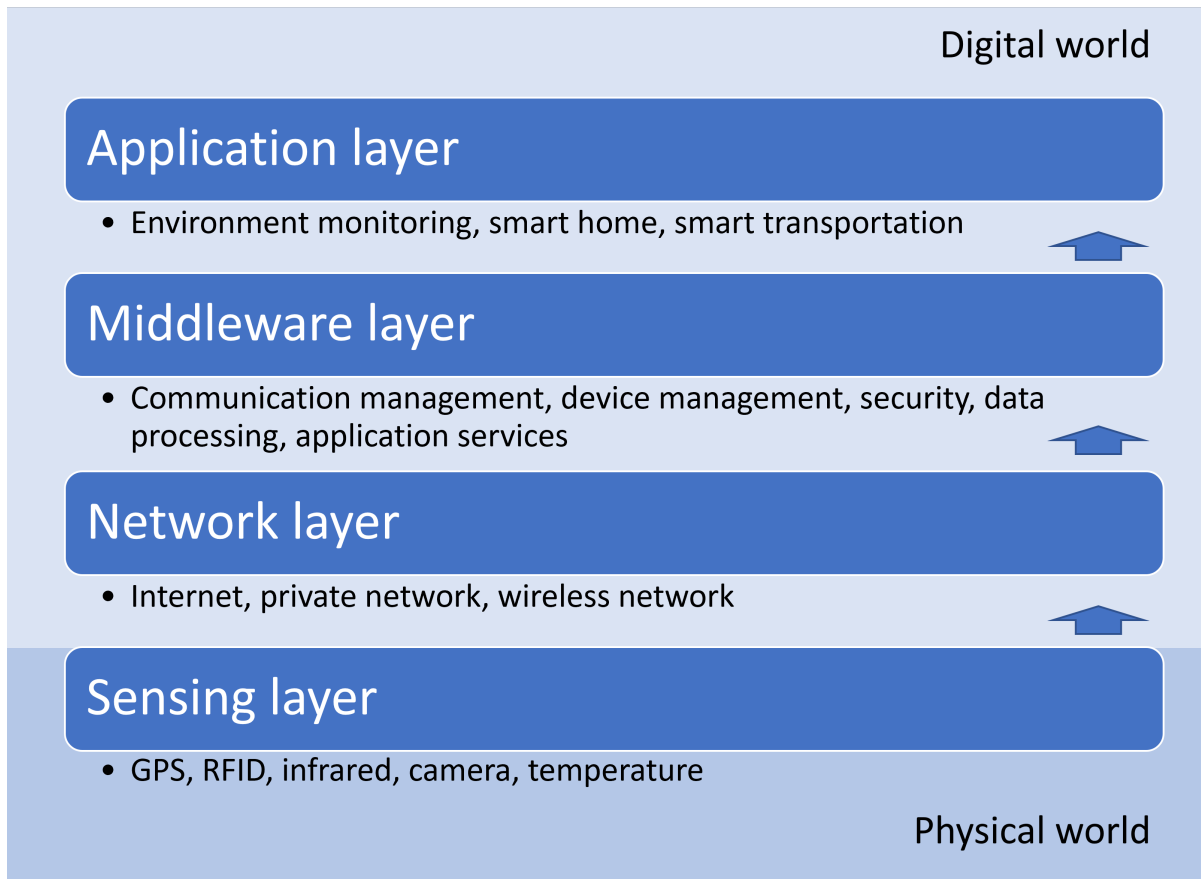 Digital world
Application layer
• Environment monitoring, smart home, smart transportation
Middleware layer
• Communication management, device management, security, data
processing, application services
Network layer
• Internet, private network, wireless network
Sensing layer
• GPS, RFID, infrared, camera, temperature
Physical world